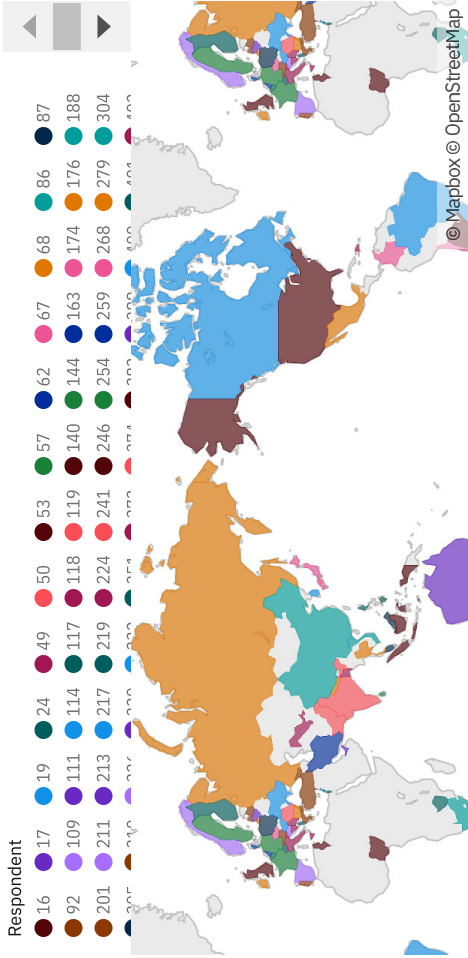 Respondent
16 17 19 24 49 50 53 57 62 67 68 86 87
92 109 111 114 117 118 119 140 144 163 174 176 188
201 211 213 217 219 224 241 246 254 259 268 279 304
© Mapbox © OpenStreetMap